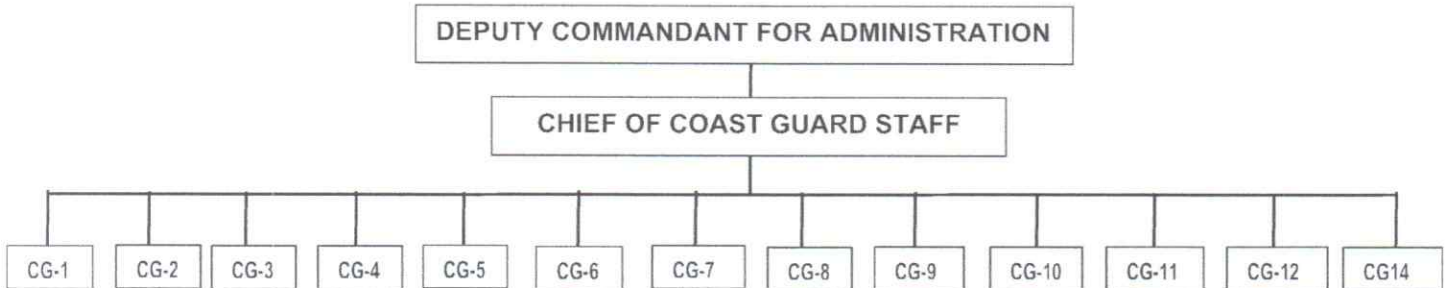 DEPUTY COMMANDANT FOR ADMINISTRATION
CHIEF OF COAST GUARD STAFF
CG-1 CG-2 CG-3 CG-4 CG-5 CG-6 CG-7 CG-8 CG-9 CG-10 CG-11 CG-12 CG14